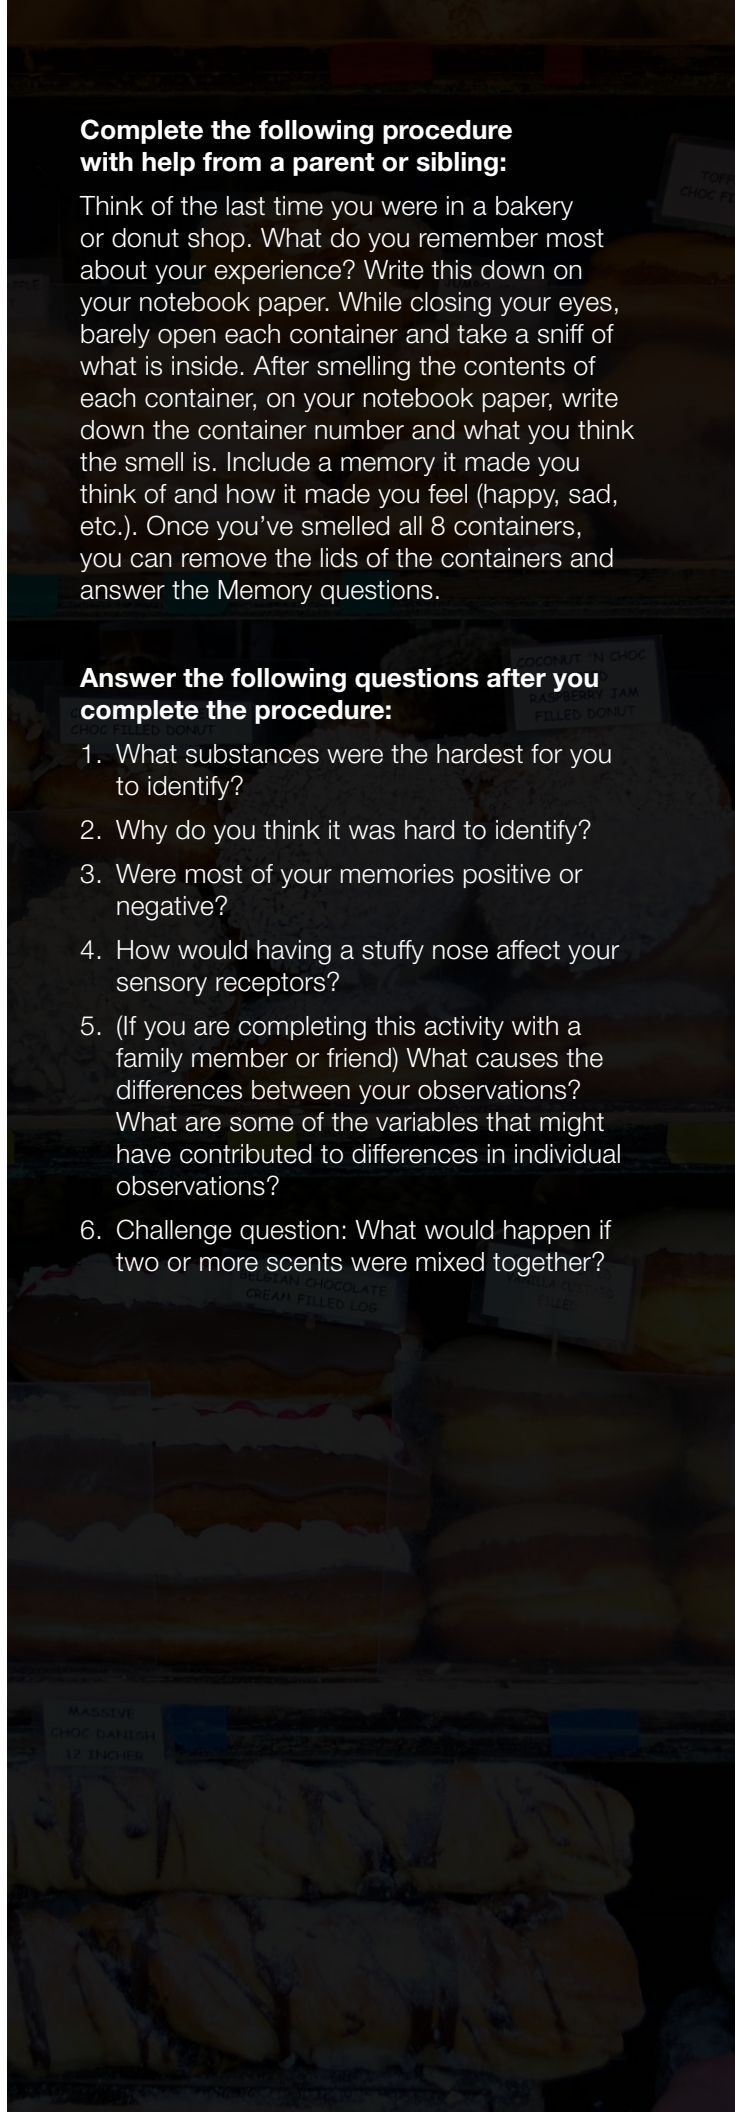 TOFF
CHOC FI
Complete the following procedure
with help from a parent or sibling:
Think of the last time you were in a bakery
or donut shop. What do you remember most
about your experience? Write this down on
your notebook paper. While closing your eyes,
barely open each container and take a sniff of
what is inside. After smelling the contents of
each container, on your notebook paper, write
down the container number and what you think
the smell is. Include a memory it made you
think of and how it made you feel (happy, sad,
etc.). Once you’ve smelled all 8 containers,
you can remove the lids of the containers and
answer the Memory questions.
COCONUT 'N CHOC
RASPBERRY JAM
FILLED DONUT
CHOC FILLED DONUT
Answer the following questions after you
complete the procedure:
1. What substances were the hardest for you
to identify?
2. Why do you think it was hard to identify?
3. Were most of your memories positive or
negative?
4. How would having a stuffy nose affect your
sensory receptors?
5. (If you are completing this activity with a
family member or friend) What causes the
differences between your observations?
What are some of the variables that might
have contributed to differences in individual
observations?
6. Challenge question: What would happen if
two or more scents were mixed together?
BELGIAN CHOCOLATE
CREAM FILLED LOG
VANILLA CUSTARD
FILLED
MASSIVE
CHOC DANISH
12 INCHER